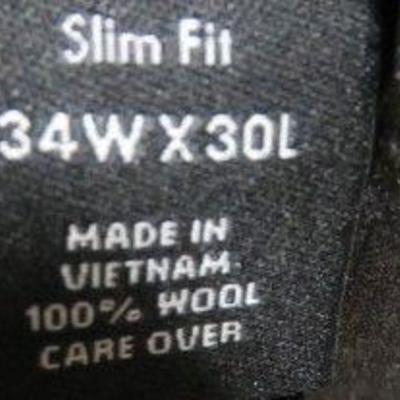 Slim Fit
34W X 30L
MADE IN
VIETNAM
100% WOOL
CARE OVER